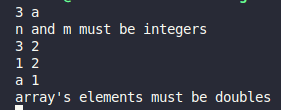 3 a
n and m must be integers
3 2
1 2
a 1
array's elements must be doubles